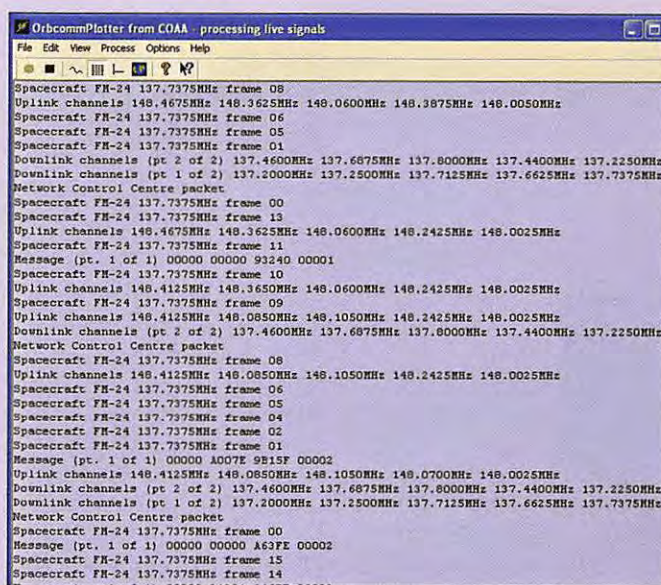 OrbcommPlotter from COAA - processing live signals
File Edit View Process Options Help
Spacecraft FM-24 137.7375MHz frame 08
Uplink channels 148.4675MHz 148.3625MHz 148.0600MHz 148.3875MHz 148.0050MHz
Spacecraft FM-24 137.7375MHz frame 06
Spacecraft FM-24 137.7375MHz frame 05
Spacecraft FM-24 137.7375MHz frame 01
Downlink channels (pt 2 of 2) 137.4600MHz 137.6875MHz 137.8000MHz 137.4400MHz 137.2250MHz
Downlink channels (pt 1 of 2) 137.2000MHz 137.2500MHz 137.7125MHz 137.6625MHz 137.7375MHz
Network Control Centre packet
Spacecraft FM-24 137.7375MHz frame 00
Spacecraft FM-24 137.7375MHz frame 13
Uplink channels 148.4675MHz 148.3625MHz 148.0600MHz 148.2425MHz 148.0025MHz
Spacecraft FM-24 137.7375MHz frame 11
Message (pt. 1 of 1) 00000 00000 93240 00001
Spacecraft FM-24 137.7375MHz frame 10
Uplink channels 148.4125MHz 148.3650MHz 148.0600MHz 148.2425MHz 148.0025MHz
Spacecraft FM-24 137.7375MHz frame 09
Uplink channels 148.4125MHz 148.0850MHz 148.1050MHz 148.2425MHz 148.0025MHz
Downlink channels (pt 2 of 2) 137.4600MHz 137.6875MHz 137.8000MHz 137.4400MHz 137.2250MHz
Network Control Centre packet
Spacecraft FM-24 137.7375MHz frame 08
Uplink channels 148.4125MHz 148.0850MHz 148.1050MHz 148.2425MHz 148.0025MHz
Spacecraft FM-24 137.7375MHz frame 06
Spacecraft FM-24 137.7375MHz frame 05
Spacecraft FM-24 137.7375MHz frame 04
Spacecraft FM-24 137.7375MHz frame 02
Spacecraft FM-24 137.7375MHz frame 01
Message (pt. 1 of 1) 00000 A007E 9B15F 00002
Uplink channels 148.4125MHz 148.0850MHz 148.1050MHz 148.0700MHz 148.0025MHz
Downlink channels (pt 2 of 2) 137.4600MHz 137.6875MHz 137.8000MHz 137.4400MHz 137.2250MHz
Downlink channels (pt 1 of 2) 137.2000MHz 137.2500MHz 137.7125MHz 137.6625MHz 137.7375MHz
Network Control Centre packet
Spacecraft FM-24 137.7375MHz frame 00
Message (pt. 1 of 1) 00000 00000 A63FE 00002
Spacecraft FM-24 137.7375MHz frame 15
Spacecraft FM-24 137.7375MHz frame 14